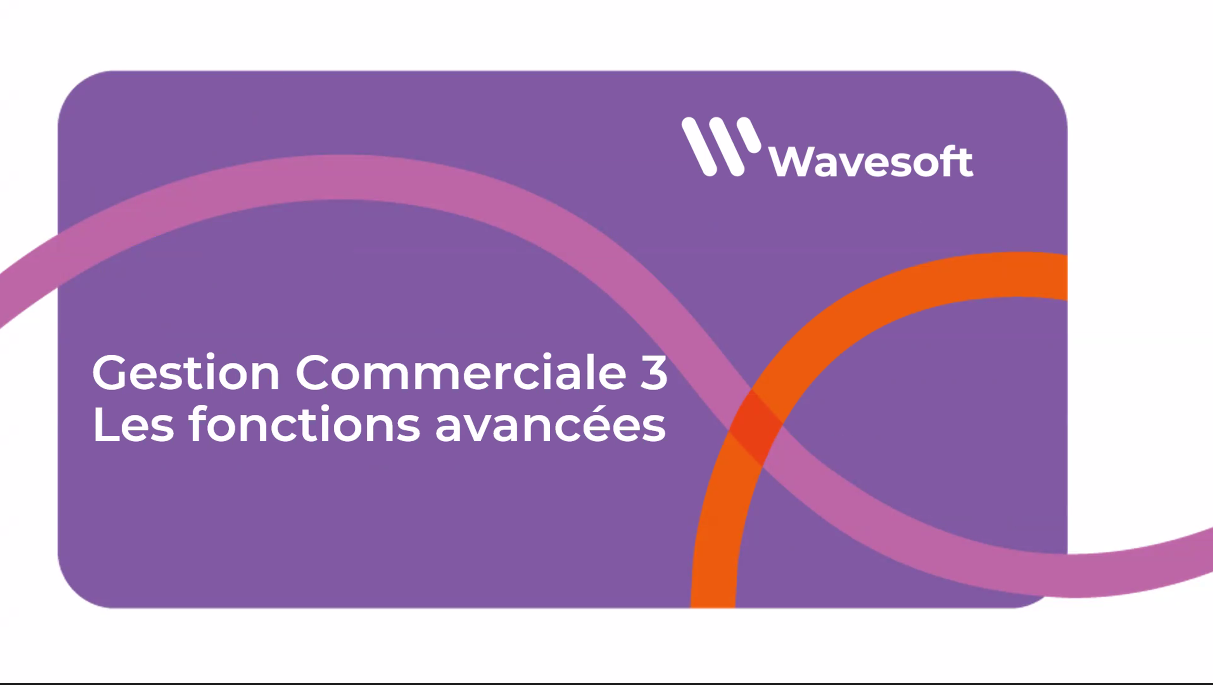 Wavesoft
Gestion Commerciale 3
Les fonctions avancées